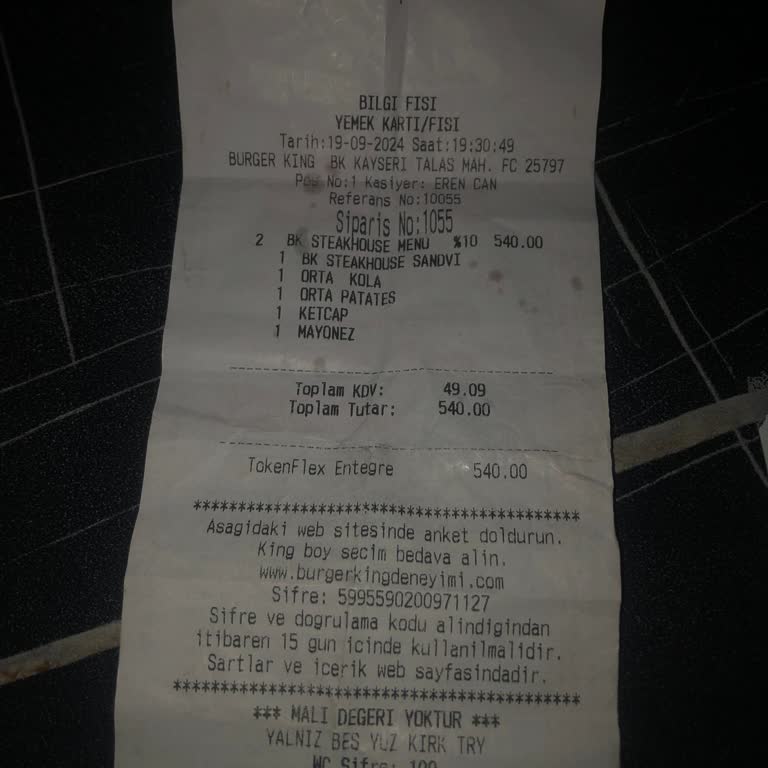 BILGI FISI
YEMEK KARTI/FISI
Tarih:19-09-2024 Saat:19:30:49
BURGER KING BK KAYSERI TALAS MAH. FC 25797
Pos No:1 Kasiyer: EREN CAN
Referans No:10055
Siparis No:1055
2 BK STEAKHOUSE MENU %10 540.00
1 BK STEAKHOUSE SANDVI
1 ORTA KOLA
1 ORTA PATATES
1 KETCAP
1 MAYONEZ
Toplam KDV: 49.09
Toplam Tutar: 540.00
TokenFlex Entegre 540.00
****************************************
Asagidaki web sitesinde anket doldurun.
King boy secim bedava alin.
www.burgerkingdeneyimi.com
Sifre: 5995590200971127
Sifre ve dogrulama kodu alindigindan
itibaren 15 gun icinde kullanilmalidir.
Sartlar ve icerik web sayfasindadir.
****************************************
*** MALI DEGERI YOKTUR ***
YALNIZ BES YUZ KIRK TRY
WC Sifre: 100